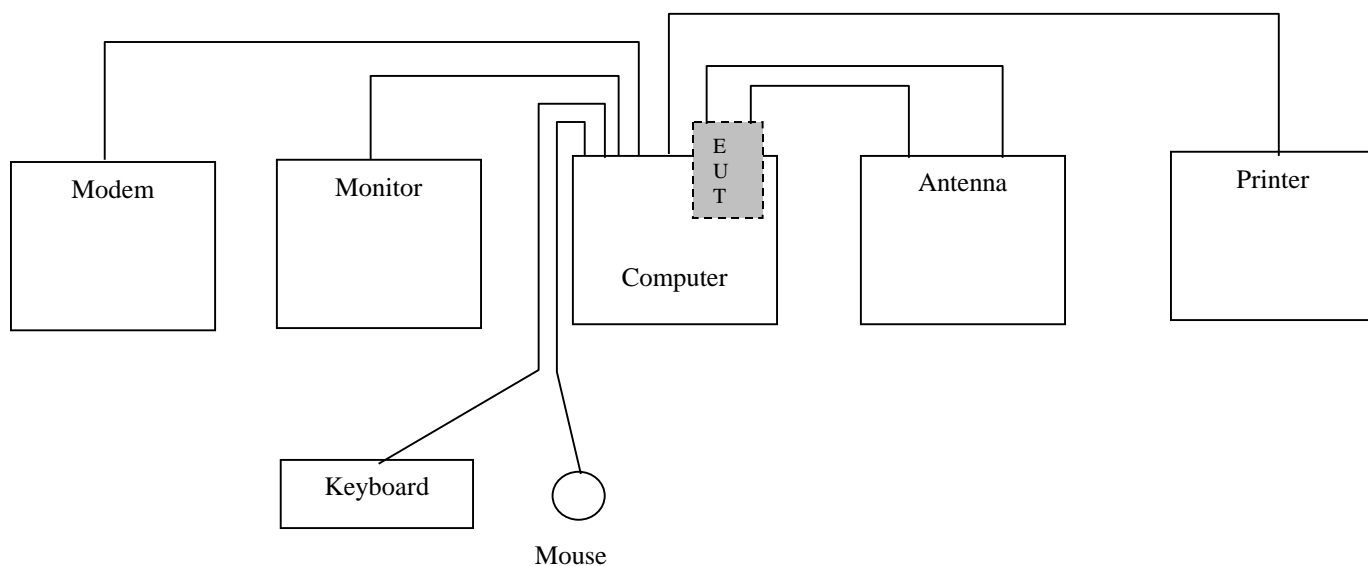 Modem
Monitor
E
U
T
Computer
Antenna
Printer
Keyboard
Mouse